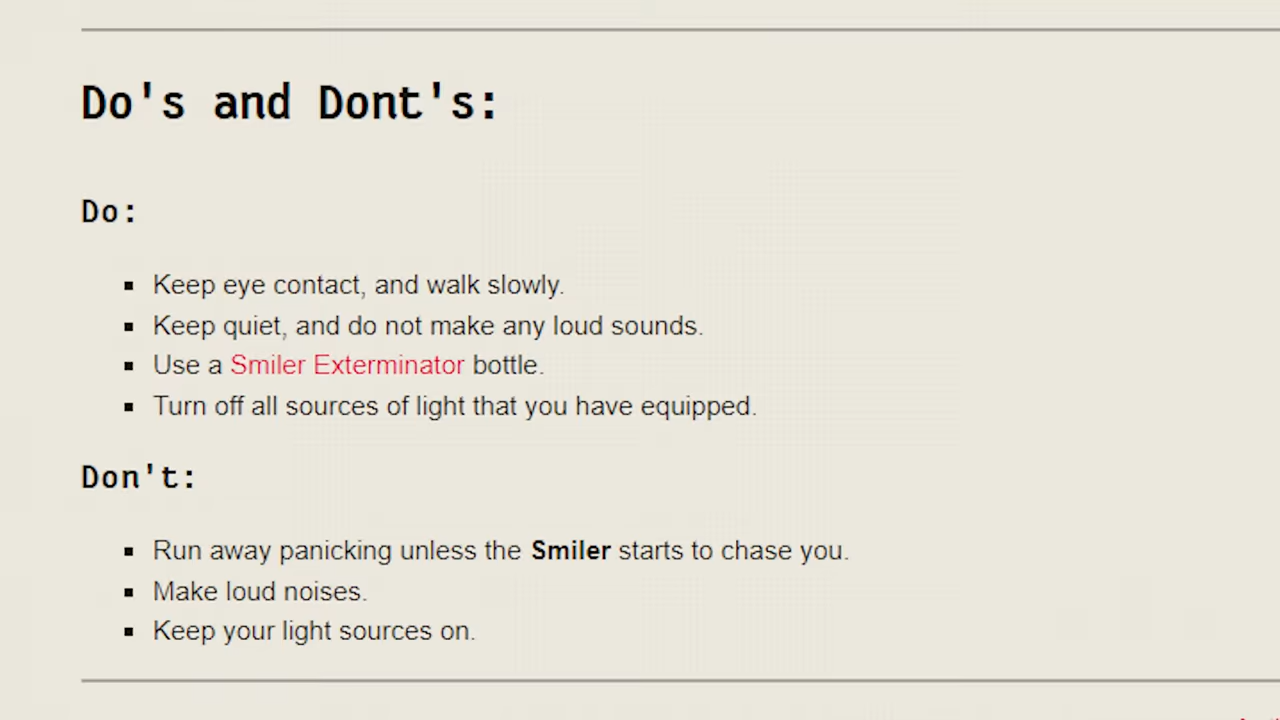 Do's and Dont's:
Do:
Keep eye contact, and walk slowly.
Keep quiet, and do not make any loud sounds.
Use a Smiler Exterminator bottle.
Turn off all sources of light that you have equipped.
Don't:
Run away panicking unless the Smiler starts to chase you.
Make loud noises.
Keep your light sources on.